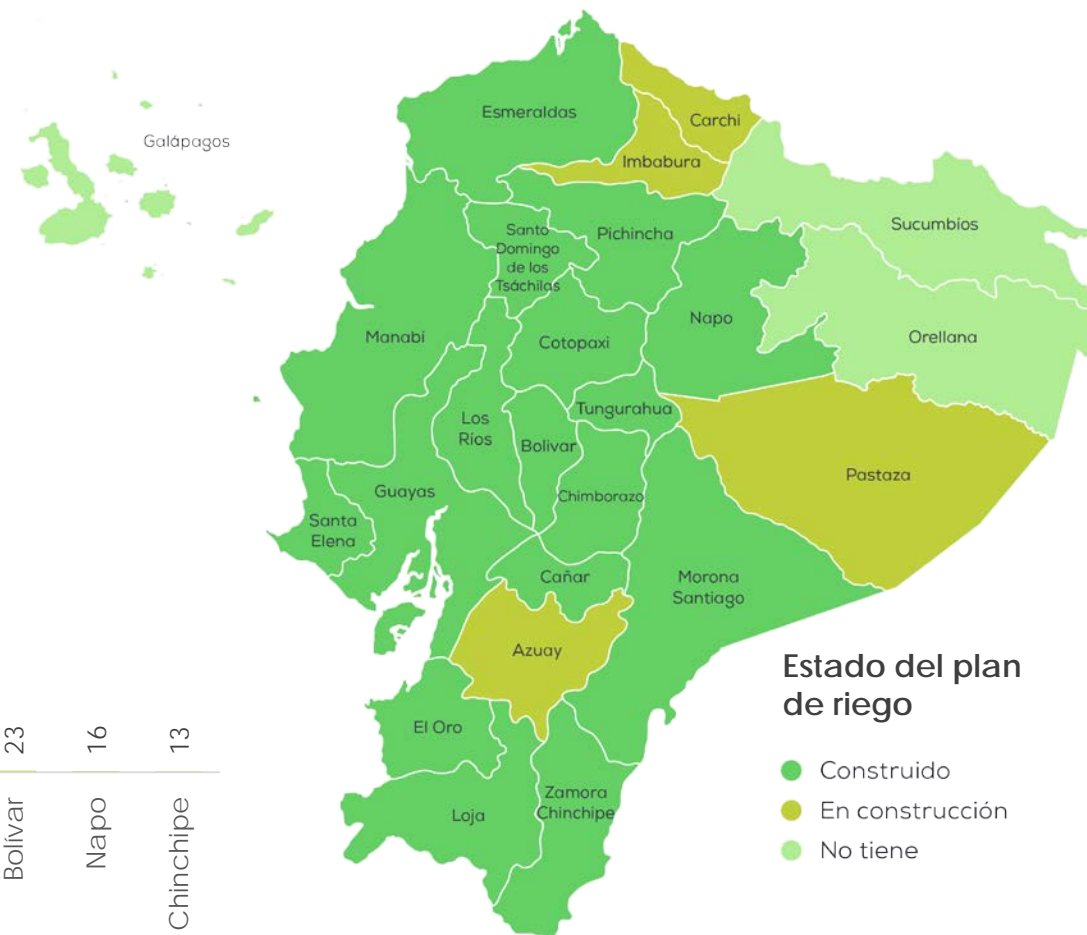 Galápagos
Esmeraldas
Carchi
Imbabura
Sucumbíos
Santo
Domingo
de los
Tsáchilas
Pichincha
Napo
Orellana
Manabí
Cotopaxi
Los
Ríos
Tungurahua
Bolivar
Pastaza
Guayas
Chimborazo
Santa
Elena
Cañar
Morona
Santiago
Azuay
El Oro
Loja
Zamora
Chinchipe
Estado del plan
de riego
Construido
En construcción
No tiene
23
16
13
Bolívar
Napo
Chinchipe